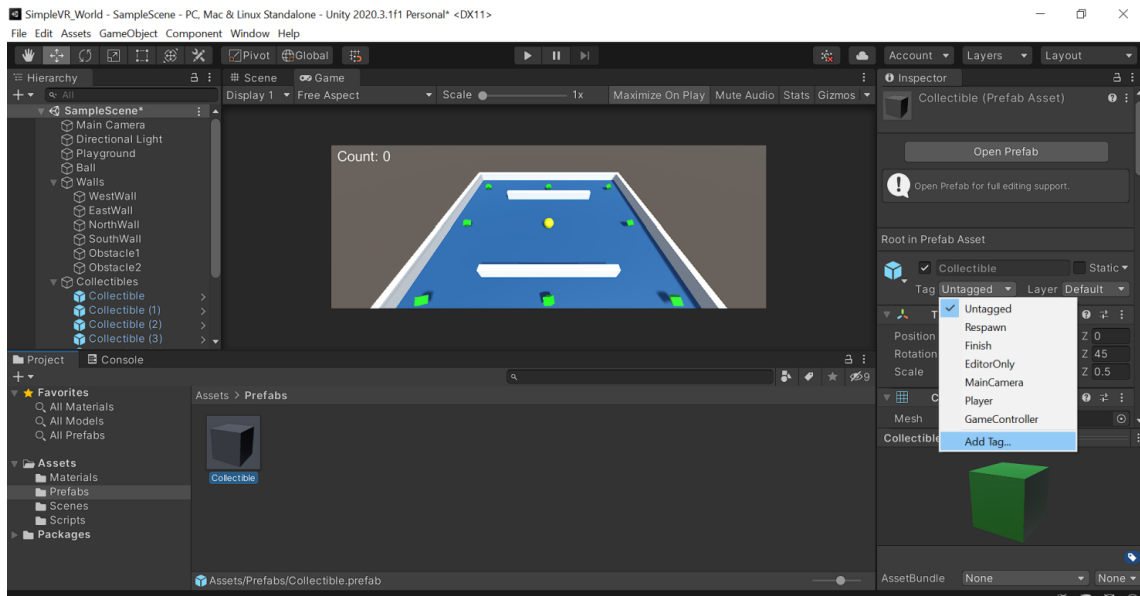 SimpleVR_World - SampleScene - PC, Mac & Linux Standalone - Unity 2020.3.1f1 Personal* <DX11>
File Edit Assets GameObject Component Window Help
Pivot Global Account Layers Layout
Hierarchy
All
SampleScene*
Main Camera
Directional Light
Playground
Ball
Walls
WestWall
EastWall
NorthWall
SouthWall
Obstacle1
Obstacle2
Collectibles
Collectible
Collectible (1)
Collectible (2)
Collectible (3)
Scene Game
Display 1 Free Aspect Scale 1x Maximize On Play Mute Audio Stats Gizmos
Count: 0
Inspector
Collectible (Prefab Asset)
Open Prefab
Open Prefab for full editing support.
Root in Prefab Asset
Collectible Static
Tag Untagged Layer Default
Untagged
Respawn
Finish
EditorOnly
MainCamera
Player
GameController
Add Tag...
T
Position Z 0
Rotation Z 45
Scale Z 0.5
C
Mesh
Collectible
AssetBundle None None
Project Console
9
Favorites
All Materials
All Models
All Prefabs
Assets
Materials
Prefabs
Scenes
Scripts
Packages
Assets > Prefabs
Collectible
Assets/Prefabs/Collectible.prefab